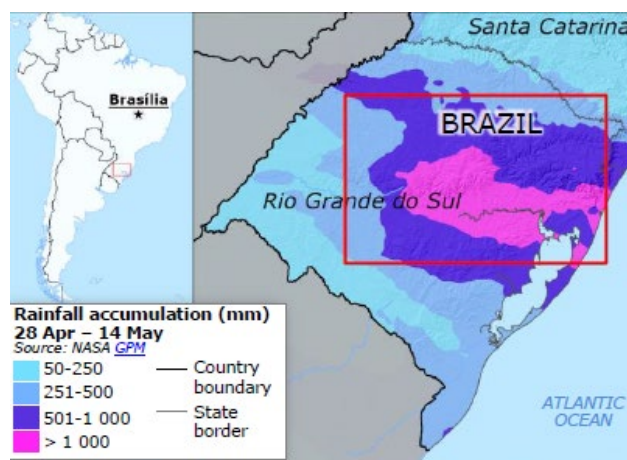 Santa Catarina
Brasília
BRAZIL
Rio Grande do Sul
Rainfall accumulation (mm)
28 Apr – 14 May
Source: NASA GPM
50-250
251-500
501-1 000
> 1 000
Country
boundary
State
border
ATLANTIC
OCEAN